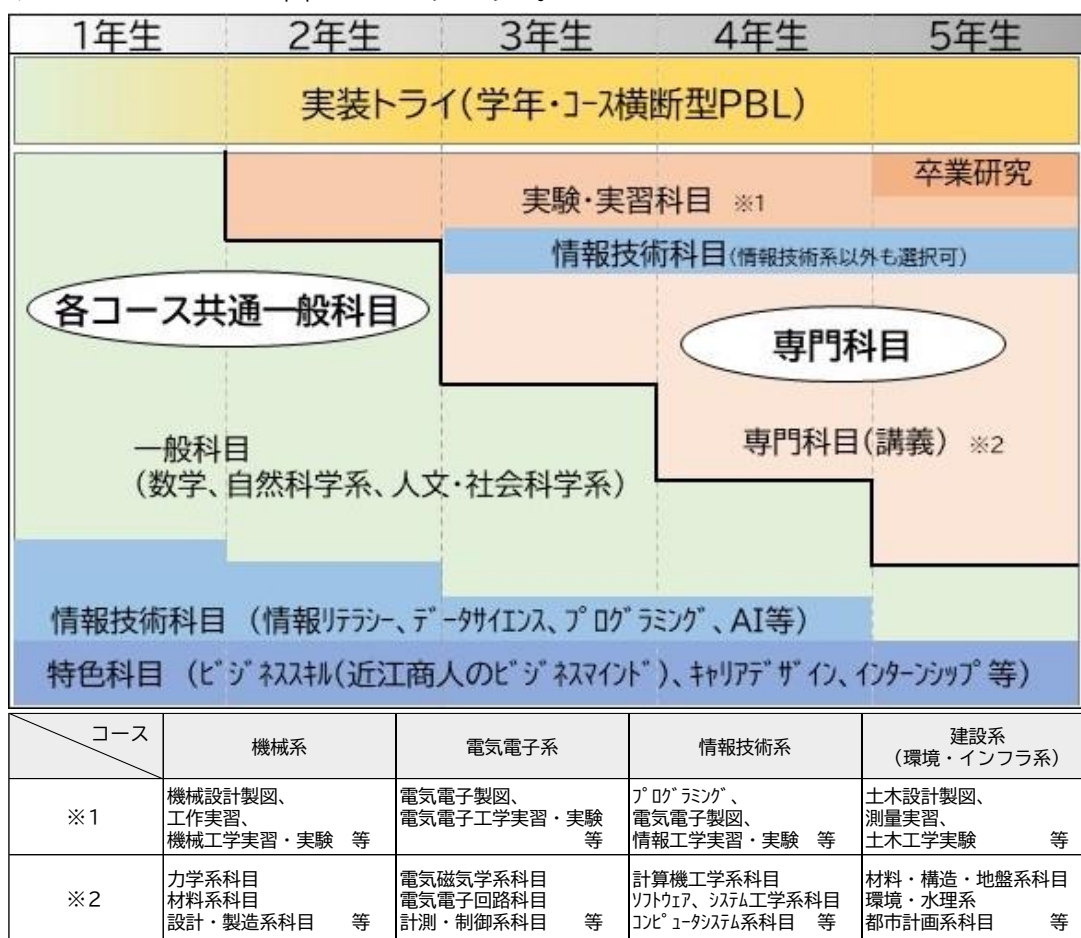 1年生 2年生 3年生 4年生 5年生
実装トライ(学年・ｺｰｽ横断型PBL)
卒業研究
実験・実習科目 ※1
情報技術科目(情報技術系以外も選択可)
各コース共通一般科目
専門科目
専門科目(講義) ※2
一般科目
(数学、自然科学系、人文・社会科学系)
情報技術科目 (情報ﾘﾃﾗｼｰ、ﾃﾞｰﾀｻｲｴﾝｽ、ﾌﾟﾛｸﾞﾗﾐﾝｸﾞ、AI等)
特色科目 (ﾋﾞｼﾞﾈｽｽｷﾙ(近江商人のﾋﾞｼﾞﾈｽﾏｲﾝﾄﾞ)、ｷｬﾘｱﾃﾞｻﾞｲﾝ、ｲﾝﾀｰﾝｼｯﾌﾟ等)
コース
機械系
電気電子系
情報技術系
建設系
(環境・インフラ系)
※1
機械設計製図、
工作実習、
機械工学実習・実験 等
電気電子製図、
電気電子工学実習・実験
等
ﾌﾟﾛｸﾞﾗﾐﾝｸﾞ、
電気電子製図、
情報工学実習・実験 等
土木設計製図、
測量実習、
土木工学実験 等
※2
力学系科目
材料系科目
設計・製造系科目 等
電気磁気学系科目
電気電子回路科目
計測・制御系科目 等
計算機工学系科目
ｿﾌﾄｳｪｱ、ｼｽﾃﾑ工学系科目
ｺﾝﾋﾟｭｰﾀｼｽﾃﾑ系科目 等
材料・構造・地盤系科目
環境・水理系
都市計画系科目 等